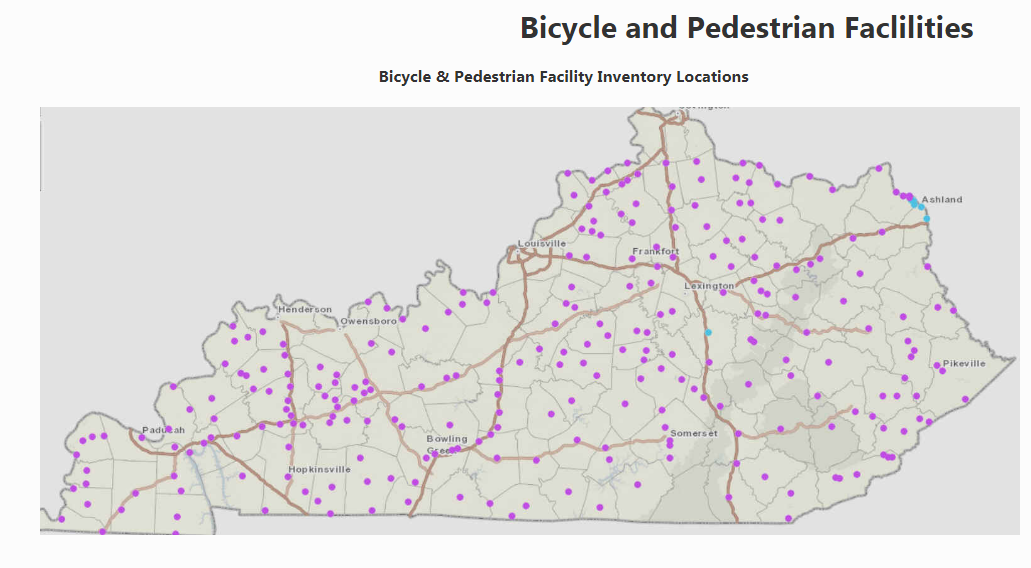 Bicycle and Pedestrian Faclilities
Bicycle & Pedestrian Facility Inventory Locations
Covington
Ashland
Louisville
Frankfort
Lexington
Henderson
Owensboro
Pikeville
Paducah
Bowling
Green
Somerset
Hopkinsville